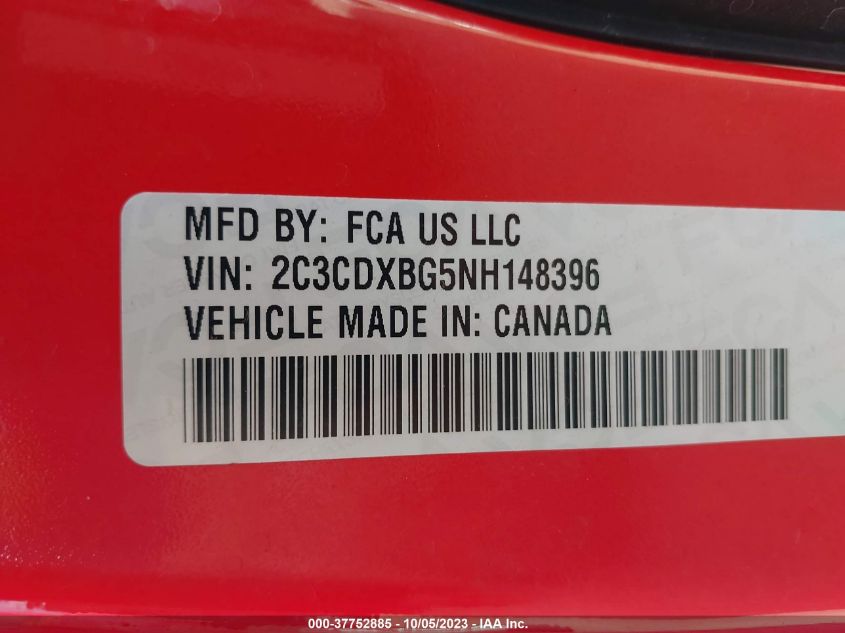 MFD BY: FCA US LLC
VIN: 2C3CDXBG5NH148396
VEHICLE MADE IN: CANADA
000-37752885 - 10/05/2023 - IAA Inc.